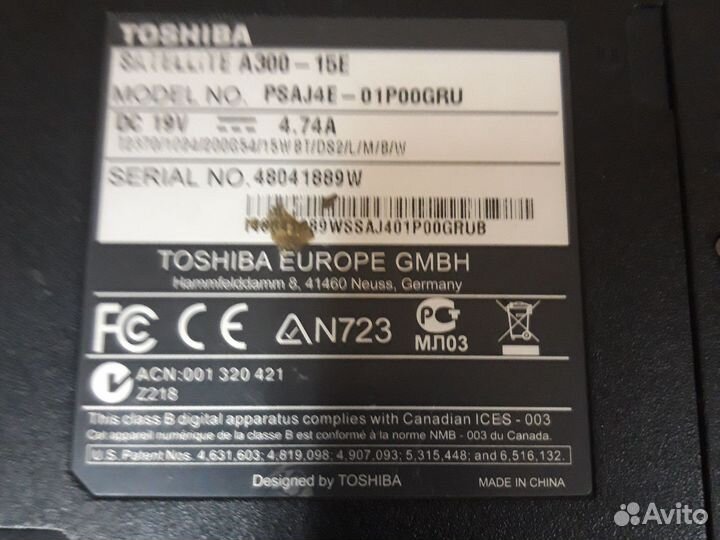 TOSHIBA
SATELLITE A300-15E
MODEL NO. PSAJ4E-01P00GRU
DC 19V 4.74A
SERIAL NO. 48041889W
TOSHIBA EUROPE GMBH
Hammfelddamm 8, 41460 Neuss, Germany
FC CE N723 PC МЛ03
ACN:001 320 421
Z218
This class B digital apparatus complies with Canadian ICES - 003
Cet appareil numérique de la classe B est conforme à la norme NMB - 003 du Canada.
U.S. Patent Nos. 4,631,603; 4,819,098; 4,907,093; 5,315,448; and 6,516,132.
Designed by TOSHIBA MADE IN CHINA
Avito